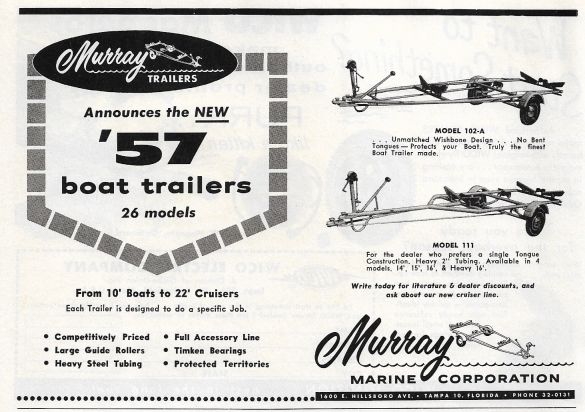 Murray
TRAILERS
Announces the NEW
'57
boat trailers
26 models
From 10' Boats to 22' Cruisers
Each Trailer is designed to do a specific Job.
• Competitively Priced
• Large Guide Rollers
• Heavy Steel Tubing
• Full Accessory Line
• Timken Bearings
• Protected Territories
MODEL 102-A
. . . Unmatched Wishbone Design . . . No Bent
Tongues — Protects your Boat. Truly the finest
Boat Trailer made.
MODEL 111
For the dealer who prefers a single Tongue
Construction, Heavy 2" Tubing. Available in 4
models, 14', 15', 16', & Heavy 16'.
Write today for literature & dealer discounts, and
ask about our new cruiser line.
Murray
MARINE CORPORATION
1600 E. HILLSBORO AVE. • TAMPA 10, FLORIDA • PHONE 32-0131